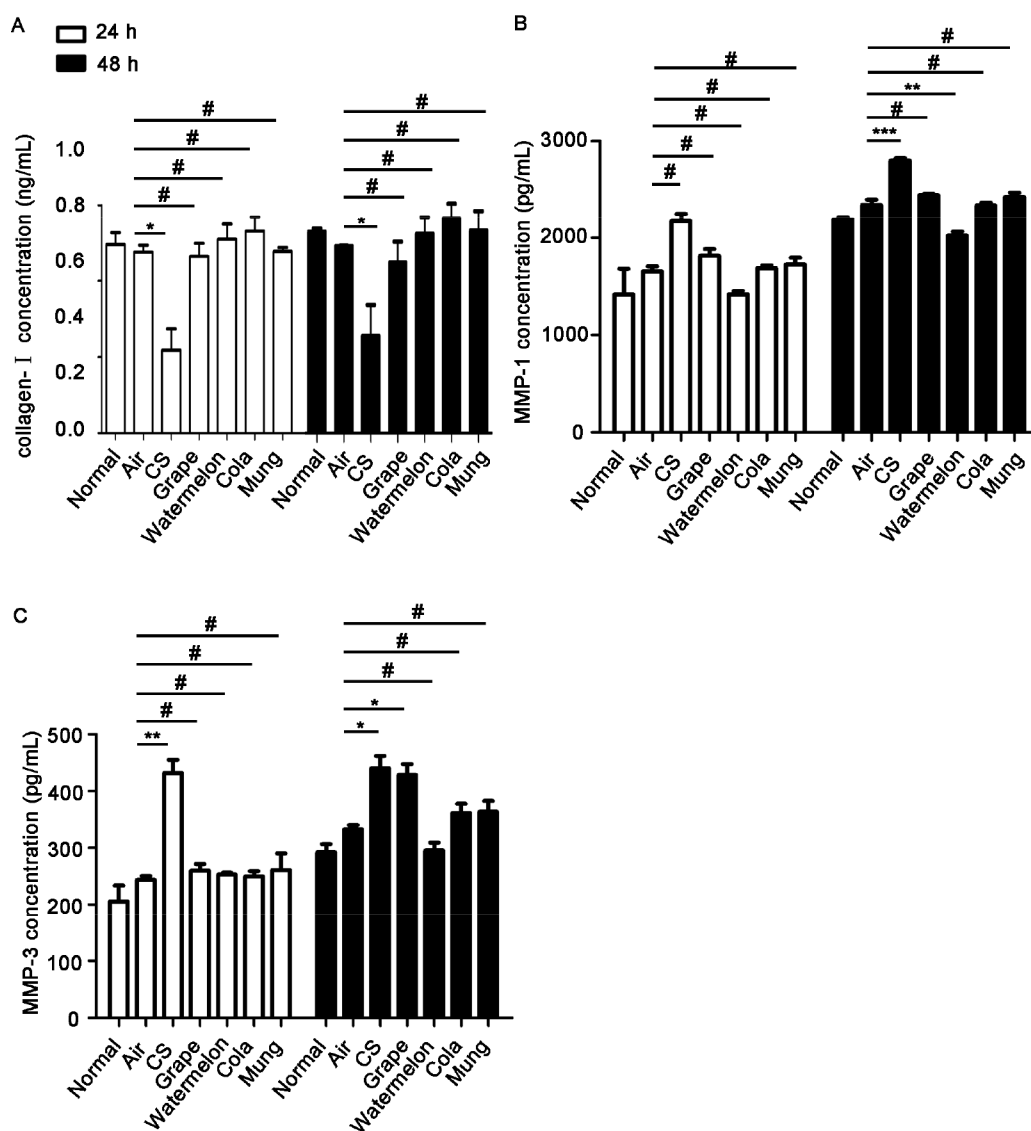 A
24 h
48 h
#
#
#
#
*
#
#
#
#
*
collagen- I concentration (ng/mL)
1.0
0.8
0.6
0.4
0.2
0.0
Normal
Air
CS
Grape
Watermelon
Cola
Mung
Normal
Air
CS
Grape
Watermelon
Cola
Mung
B
#
#
#
#
#
#
#
**
#
***
MMP-1 concentration (pg/mL)
3000
2000
1000
0
Normal
Air
CS
Grape
Watermelon
Cola
Mung
Normal
Air
CS
Grape
Watermelon
Cola
Mung
C
#
#
#
#
**
#
#
#
*
*
MMP-3 concentration (pg/mL)
500
400
300
200
100
0
Normal
Air
CS
Grape
Watermelon
Cola
Mung
Normal
Air
CS
Grape
Watermelon
Cola
Mung